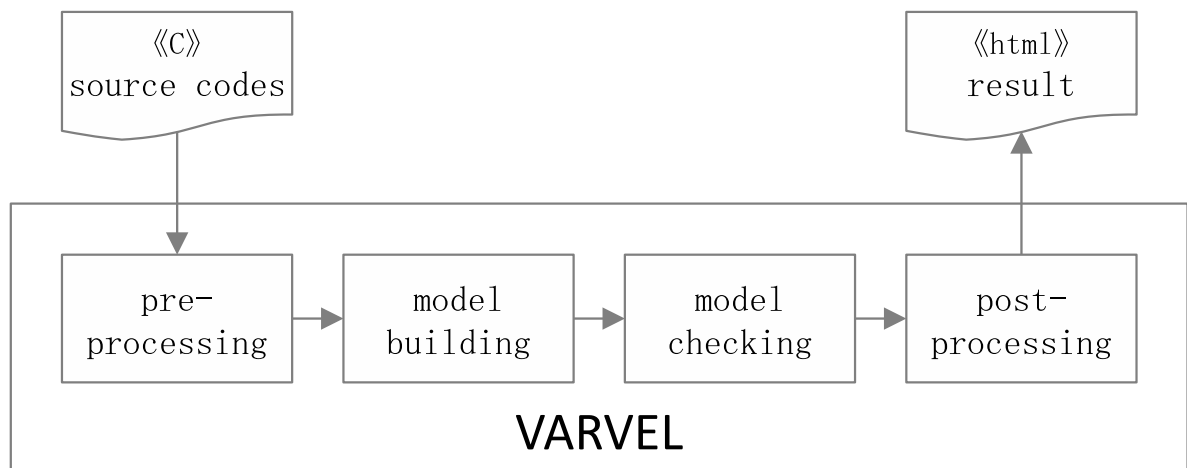 《C》
source codes
《html》
result
pre-
processing
model
building
model
checking
post-
processing
VARVEL